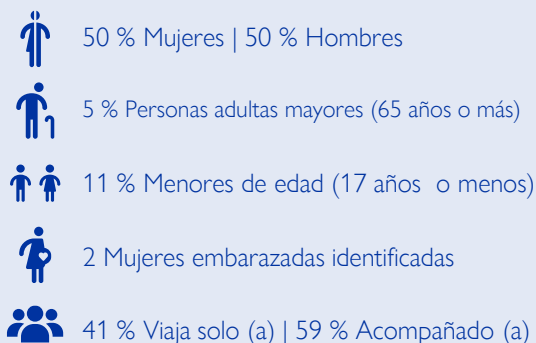 50 % Mujeres | 50 % Hombres
5 % Personas adultas mayores (65 años o más)
11 % Menores de edad (17 años o menos)
2 Mujeres embarazadas identificadas
41 % Viaja solo (a) | 59 % Acompañado (a)